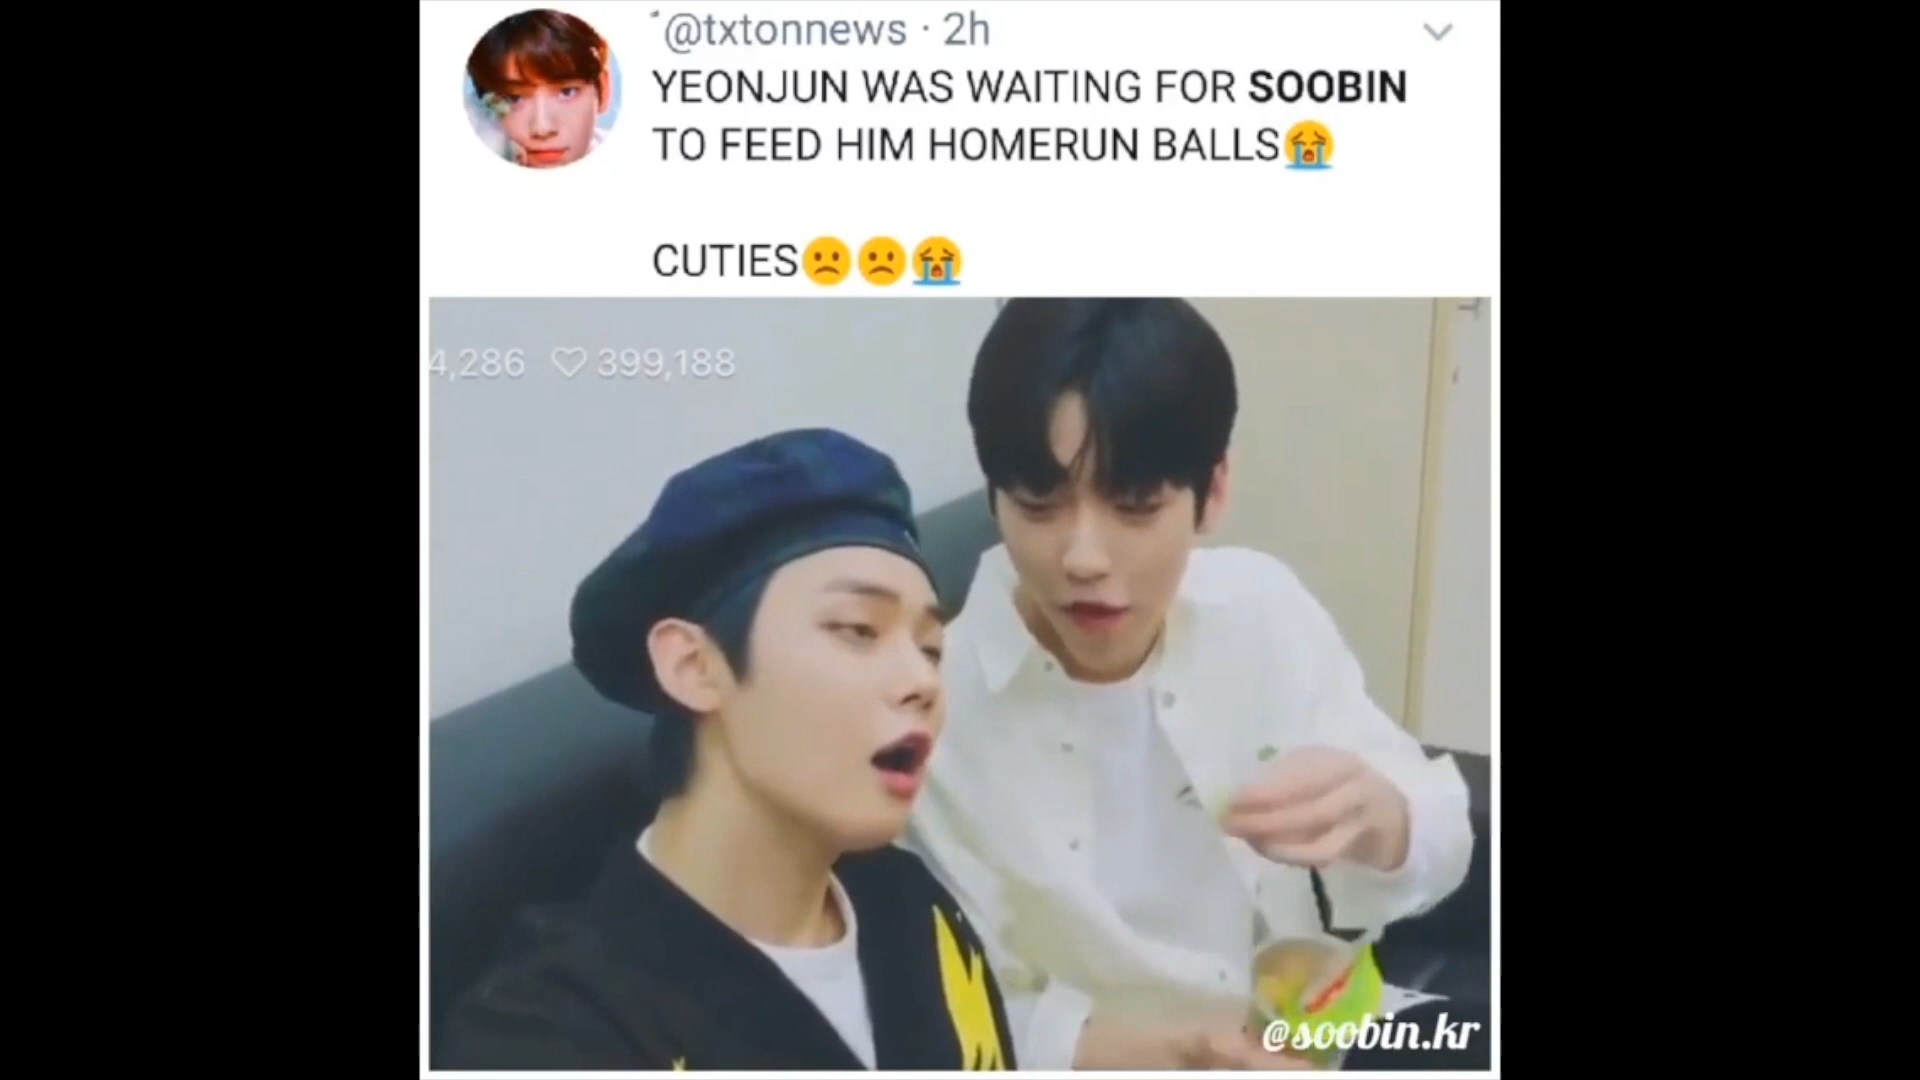 @txtonnews · 2h
YEONJUN WAS WAITING FOR SOOBIN
TO FEED HIM HOMERUN BALLS😭
CUTIES🙁🙁😭
4,286 ♡ 399,188
@soobin.kr